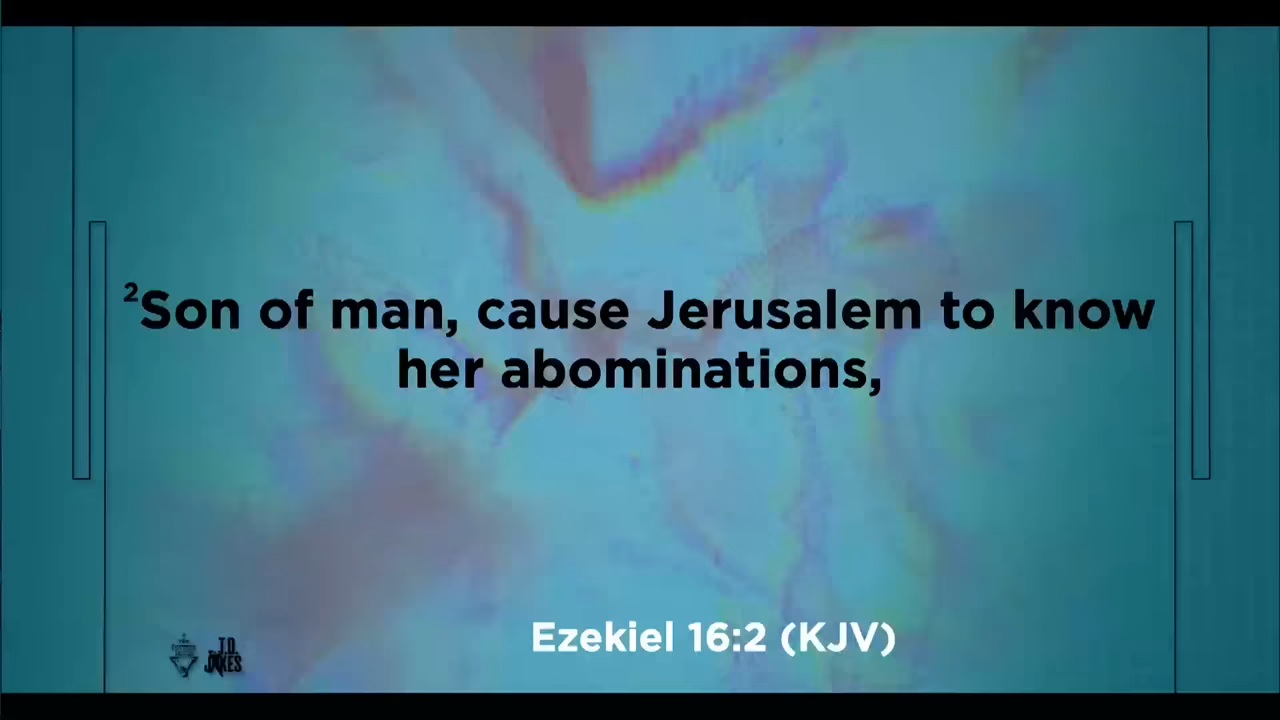 ²Son of man, cause Jerusalem to know
her abominations,
Ezekiel 16:2 (KJV)
T.D.
JAKES